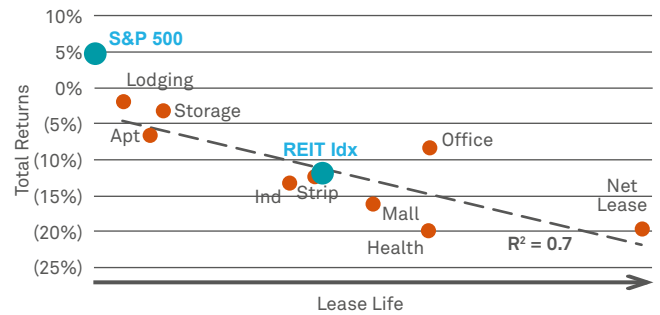 10%
S&P 500
5%
0%
Lodging
Storage
(5%)
Apt
Total Returns
REIT Idx
Office
(10%)
Ind
Strip
(15%)
Net
Lease
Mall
(20%)
Health
R² = 0.7
(25%)
Lease Life